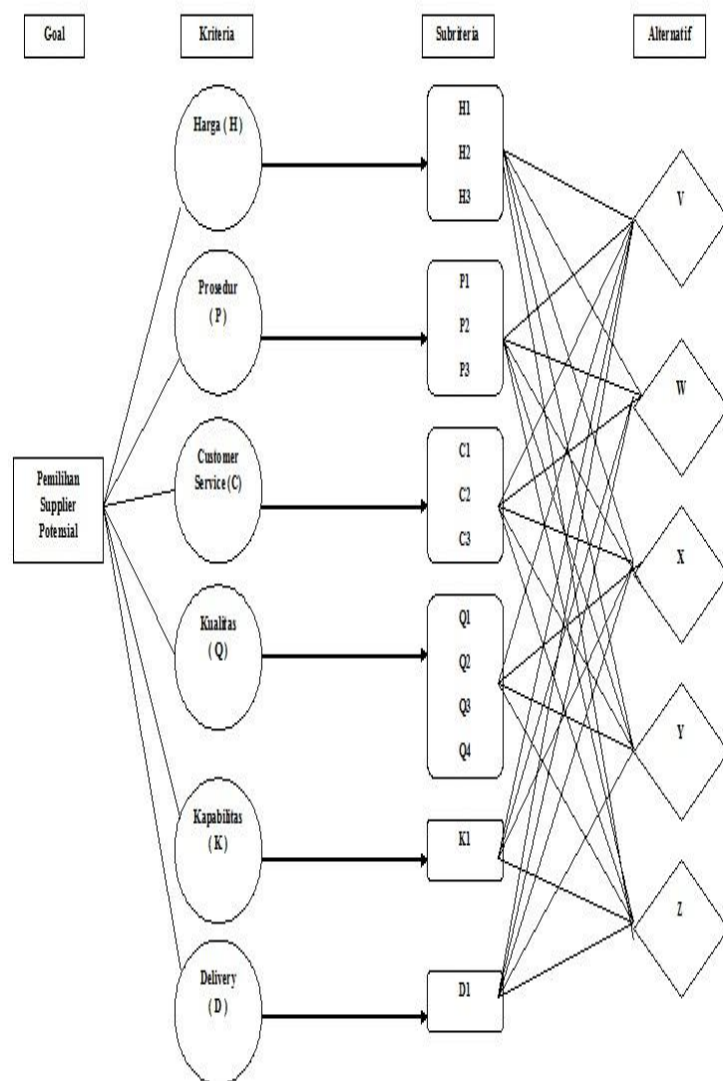 Goal
Kriteria
Subriteria
Alternatif
Harga ( H )
H1
H2
H3
V
Prosedur
( P )
P1
P2
P3
W
Pemilihan
Supplier
Potensial
Customer
Service (C)
C1
C2
C3
X
Kualitas
( Q )
Q1
Q2
Q3
Q4
Y
Kapabilitas
( K )
K1
Z
Delivery
( D )
D1